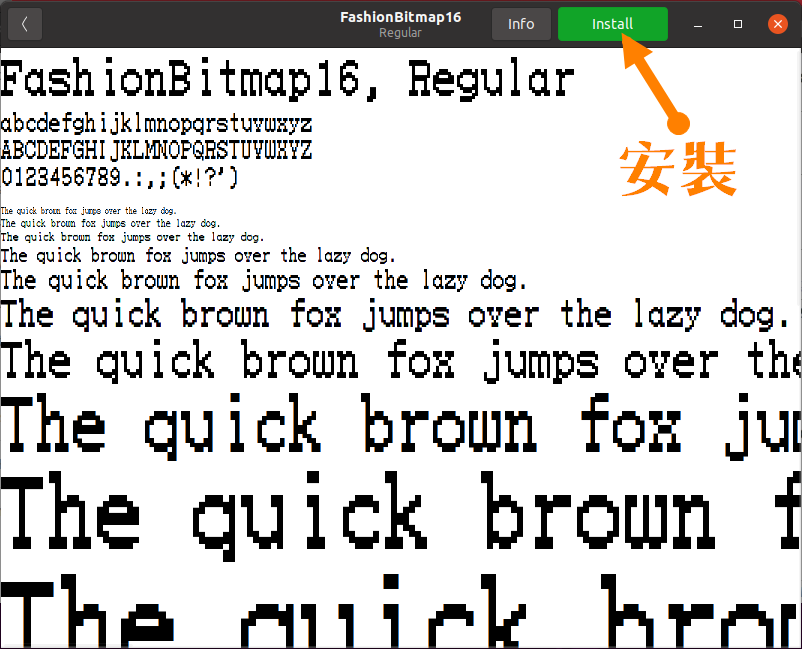 FashionBitmap16
Regular
Info
Install
安裝
FashionBitmap16, Regular
abcdefghijklmnopqrstuvwxyz
ABCDEFGHIJKLMNOPQRSTUVWXYZ
0123456789.:,;(*!?')
The quick brown fox jumps over the lazy dog.
The quick brown fox jumps over the lazy dog.
The quick brown fox jumps over the lazy dog.
The quick brown fox jumps over the lazy dog.
The quick brown fox jumps over the lazy dog.
The quick brown fox jumps over the lazy dog.
The quick brown fox jumps over the
The quick brown fox ju
The quick brown f
The quick bro